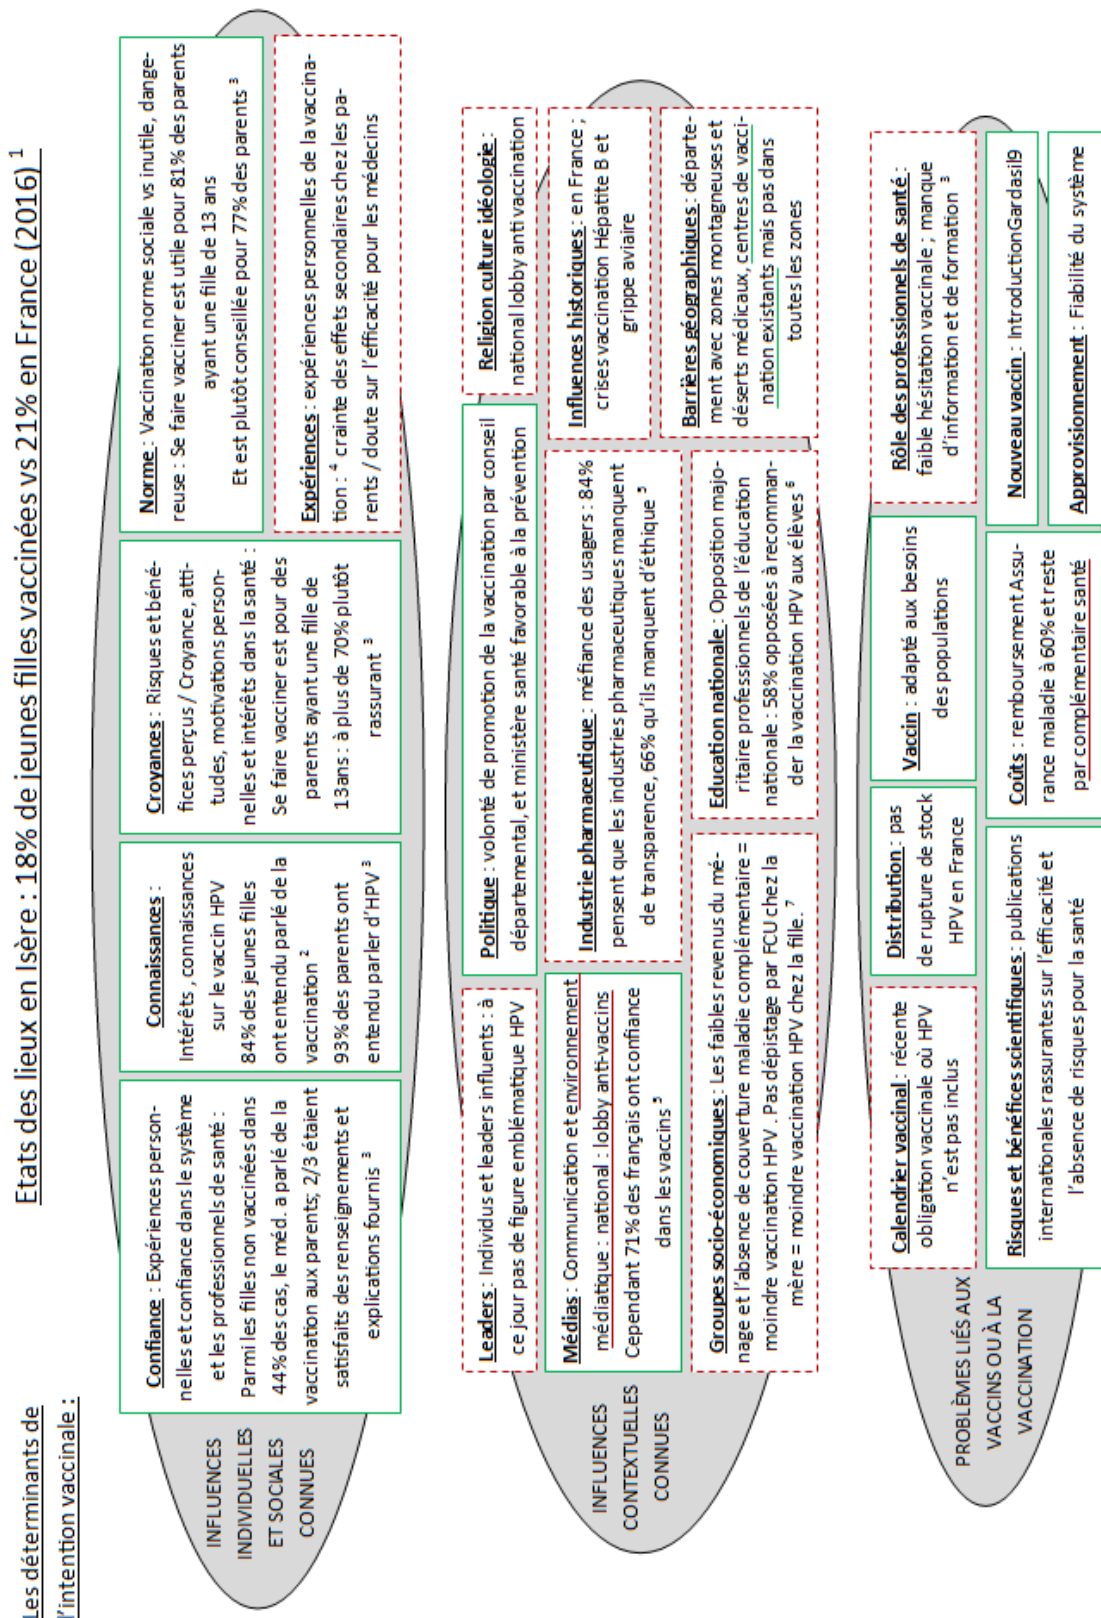 Les déterminants de
l'intention vaccinale :
Etats des lieux en Isère : 18% de jeunes filles vaccinées vs 21% en France (2016) 1
INFLUENCES
INDIVIDUELLES
ET SOCIALES
CONNUES
Confiance : Expériences person-
nelles et confiance dans le système
et les professionnels de santé :
Parmi les filles non vaccinées dans
44% des cas, le méd. a parlé de la
vaccination aux parents; 2/3 étaient
satisfaits des renseignements et
explications fournis 3
Connaissances :
Intérêts , connaissances
sur le vaccin HPV
84% des jeunes filles
ont entendu parlé de la
vaccination 2
93% des parents ont
entendu parler d'HPV 3
Croyances : Risques et béné-
fices perçus / Croyance, atti-
tudes, motivations person-
nelles et intérêts dans la santé :
Se faire vacciner est pour des
parents ayant une fille de
13ans : à plus de 70% plutôt
rassurant 3
Norme : Vaccination norme sociale vs inutile, dange-
reuse : Se faire vacciner est utile pour 81% des parents
ayant une fille de 13 ans
Et est plutôt conseillée pour 77% des parents 3
Expériences : expériences personnelles de la vaccina-
tion : 4 crainte des effets secondaires chez les pa-
rents / doute sur l'efficacité pour les médecins
INFLUENCES
CONTEXTUELLES
CONNUES
Leaders : Individus et leaders influents : à
ce jour pas de figure emblématique HPV
Politique : volonté de promotion de la vaccination par conseil
départemental, et ministère santé favorable à la prévention
Religion culture idéologie :
national lobby anti vaccination
Médias : Communication et environnement
médiatique : national : lobby anti-vaccins
Cependant 71% des français ont confiance
dans les vaccins 5
Industrie pharmaceutique : méfiance des usagers : 84%
pensent que les industries pharmaceutiques manquent
de transparence, 66% qu'ils manquent d'éthique 5
Influences historiques : en France ;
crises vaccination Hépatite B et
grippe aviaire
Groupes socio-économiques : Les faibles revenus du mé-
nage et l'absence de couverture maladie complémentaire =
moindre vaccination HPV . Pas dépistage par FCU chez la
mère = moindre vaccination HPV chez la fille. 7
Education nationale : Opposition majo-
ritaire professionnels de l'éducation
nationale : 58% opposées à recomman-
der la vaccination HPV aux élèves 6
Barrières géographiques : départe-
ment avec zones montagneuses et
déserts médicaux, centres de vacci-
nation existants mais pas dans
toutes les zones
PROBLÈMES LIÉS AUX
VACCINS OU À LA
VACCINATION
Calendrier vaccinal : récente
obligation vaccinale où HPV
n'est pas inclus
Distribution : pas
de rupture de stock
HPV en France
Vaccin : adapté aux besoins
des populations
Rôle des professionnels de santé :
faible hésitation vaccinale ; manque
d'information et de formation 3
Risques et bénéfices scientifiques : publications
internationales rassurantes sur l'efficacité et
l'absence de risques pour la santé
Coûts : remboursement Assu-
rance maladie à 60% et reste
par complémentaire santé
Nouveau vaccin : IntroductionGardasil9
Approvisionnement : Fiabilité du système